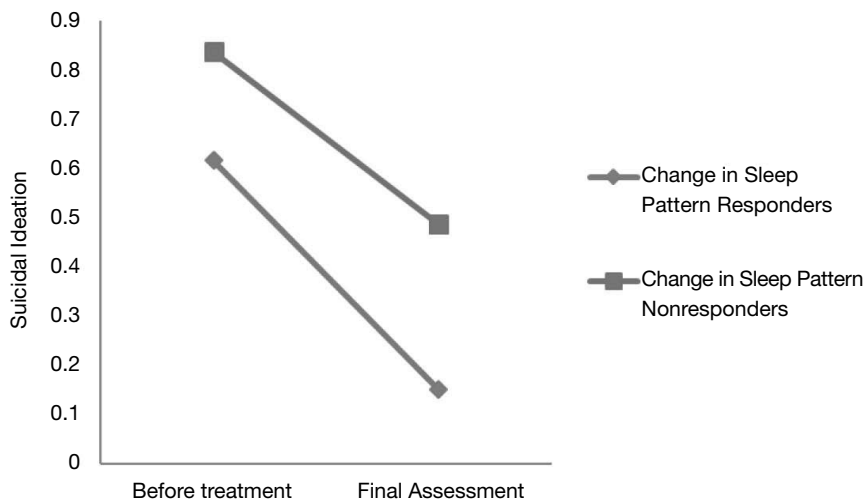 0.9
0.8
0.7
0.6
0.5
0.4
0.3
0.2
0.1
0
Suicidal Ideation
Before treatment
Final Assessment
Change in Sleep
Pattern Responders
Change in Sleep Pattern
Nonresponders